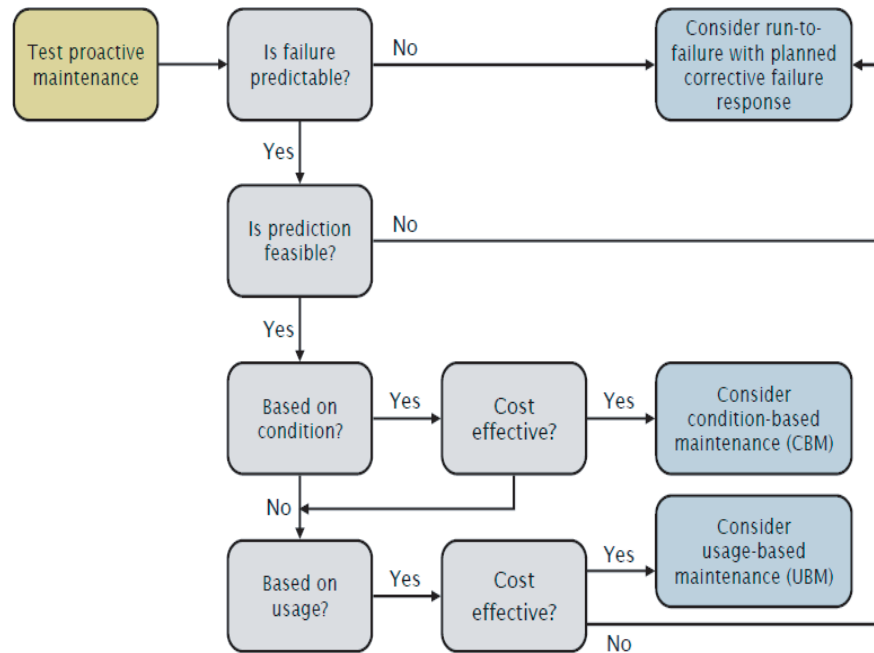 Test proactive
maintenance
Is failure
predictable?
No
Consider run-to-
failure with planned
corrective failure
response
Yes
Is prediction
feasible?
No
Yes
Based on
condition?
Yes
Cost
effective?
Yes
Consider
condition-based
maintenance (CBM)
No
Based on
usage?
Yes
Cost
effective?
Yes
Consider
usage-based
maintenance (UBM)
No